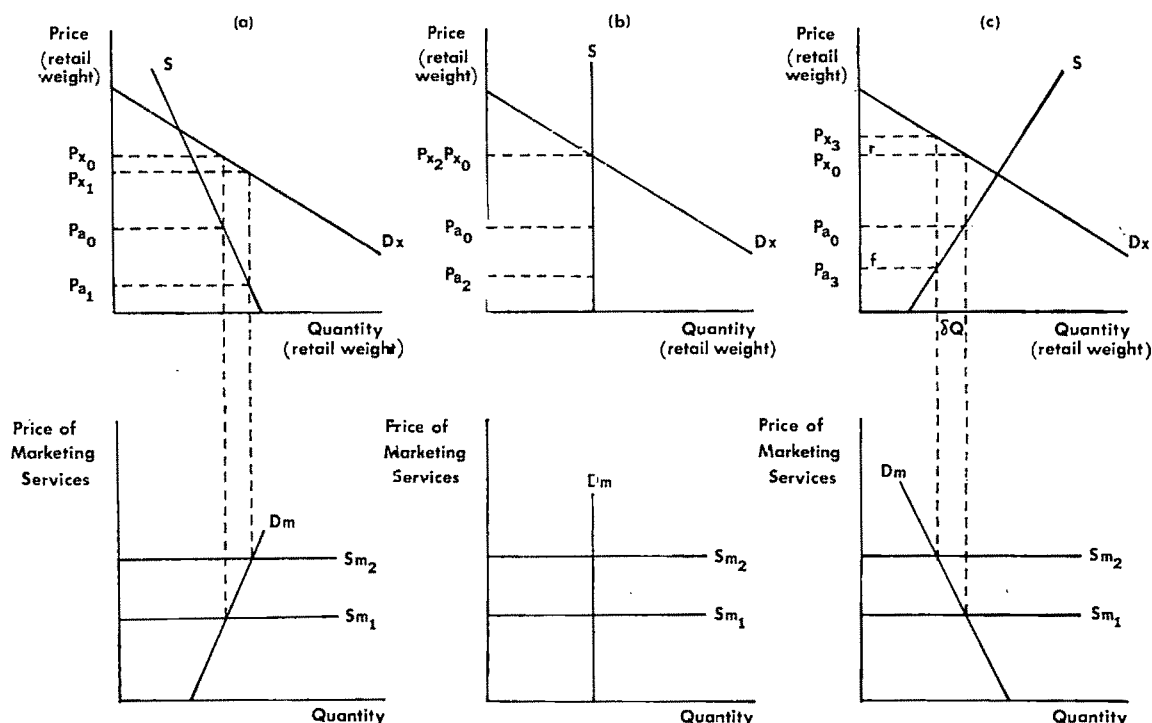 (a)
Price
(retail
weight)
S
Px0
Px1
Pa0
Pa1
Dx
Quantity
(retail weight)
(b)
Price
(retail
weight)
S
Px2Px0
Pa0
Pa2
Dx
Quantity
(retail weight)
(c)
Price
(retail
weight)
S
Px3
r
Px0
Pa0
f
Pa3
Dx
δQ
Quantity
(retail weight)
Price of
Marketing
Services
Dm
Sm2
Sm1
Quantity
Price of
Marketing
Services
Dm
Sm2
Sm1
Quantity
Price of
Marketing
Services
Dm
Sm2
Sm1
Quantity